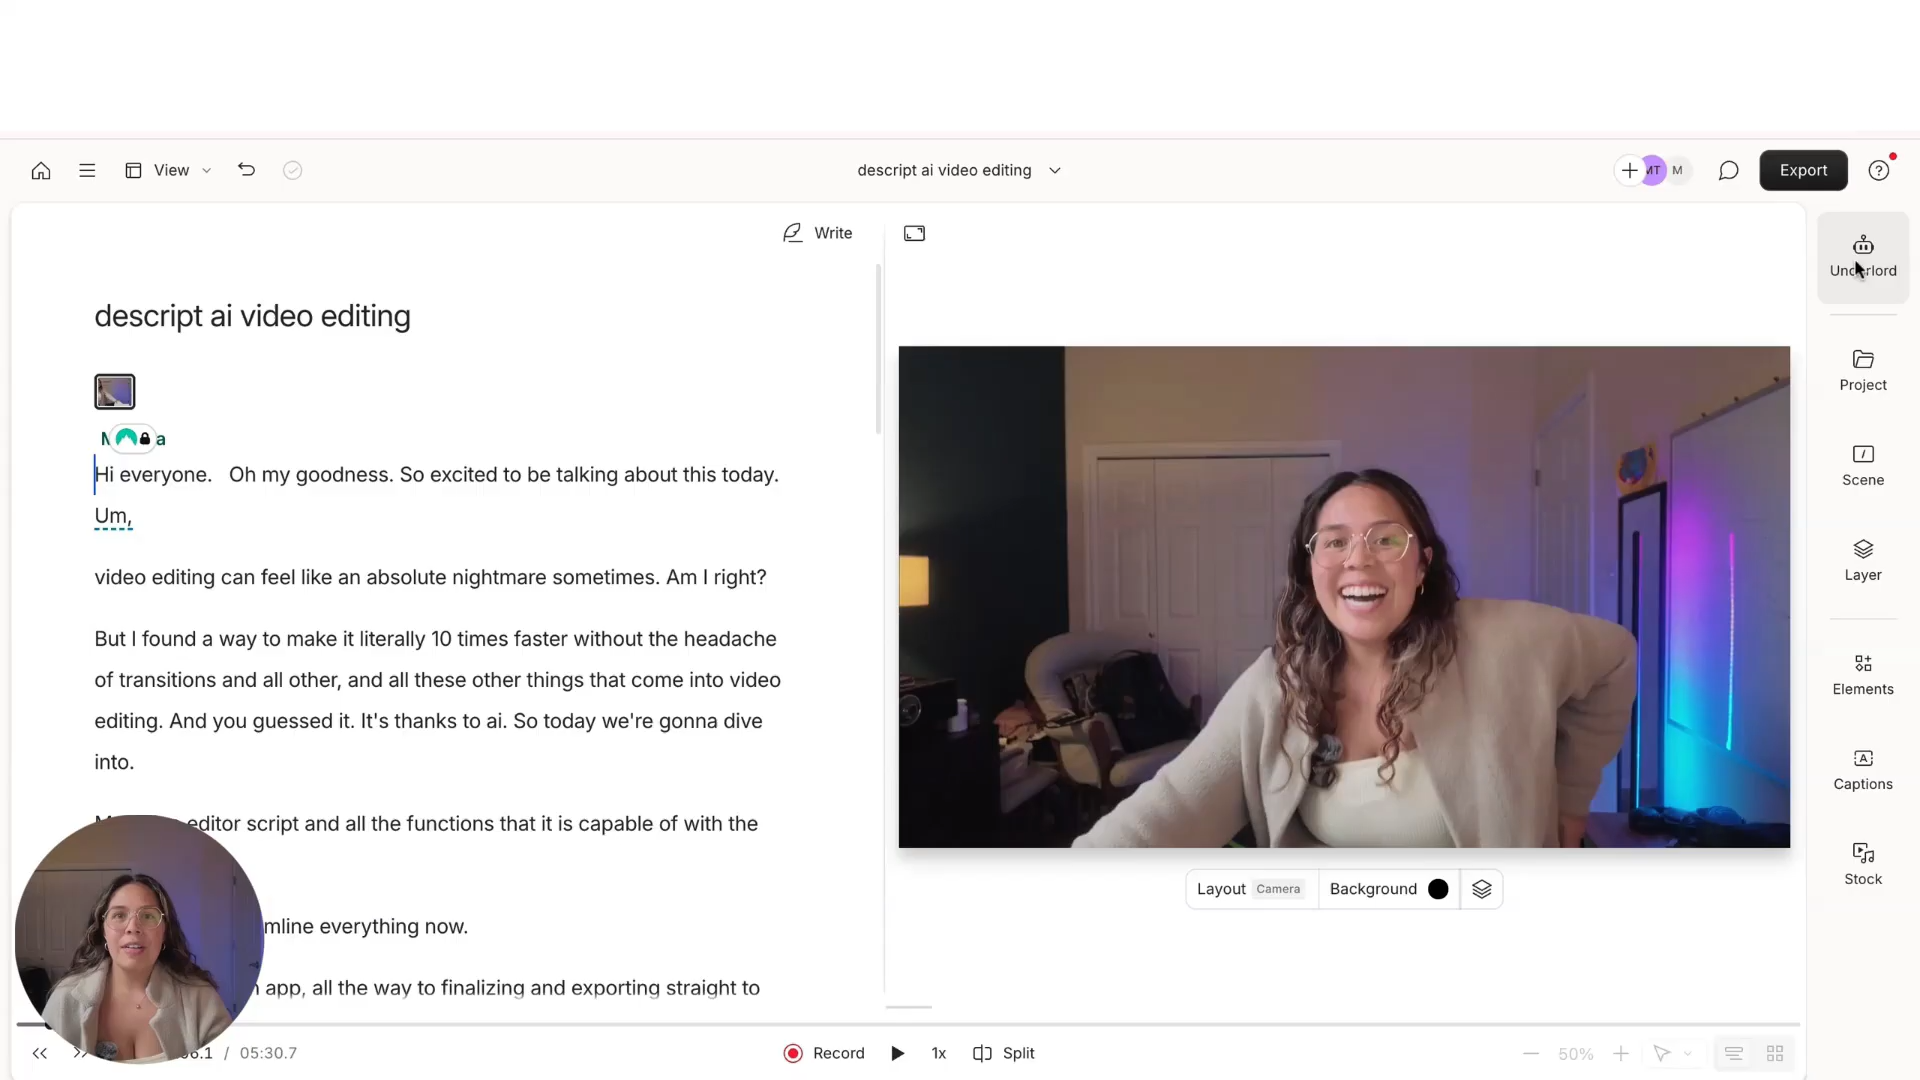 View
descript ai video editing
MT
M
Export
Write
Underlord
descript ai video editing
Project
Hi everyone. Oh my goodness. So excited to be talking about this today.
Um,
Scene
video editing can feel like an absolute nightmare sometimes. Am I right?
Layer
But I found a way to make it literally 10 times faster without the headache
of transitions and all other, and all these other things that come into video
editing. And you guessed it. It's thanks to ai. So today we're gonna dive
into.
Elements
Captions
editor script and all the functions that it is capable of with the
Stock
Layout Camera Background
mline everything now.
app, all the way to finalizing and exporting straight to
/ 05:30.7
Record
1x
Split
50%